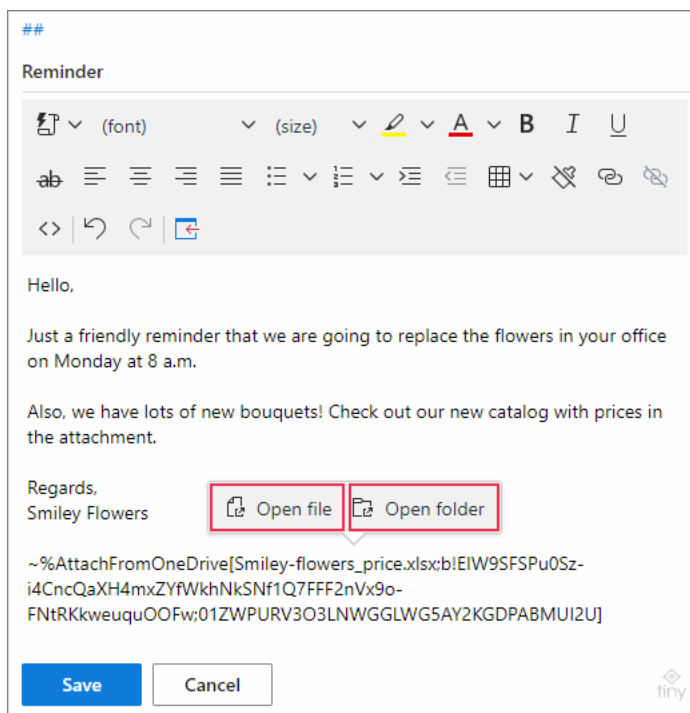 ##
Reminder
(font) (size) A B I U
ab
Hello,
Just a friendly reminder that we are going to replace the flowers in your office
on Monday at 8 a.m.
Also, we have lots of new bouquets! Check out our new catalog with prices in
the attachment.
Regards,
Smiley Flowers
Open file Open folder
~%AttachFromOneDrive[Smiley-flowers_price.xlsx;b!EIW9SFSPu0Sz-
i4CncQaXH4mxZYfWkhNkSNf1Q7FFF2nVx9o-
FNtRKkweuquOOFw;01ZWPURV3O3LNWGGLWG5AY2KGDPABMUI2U]
Save Cancel
tiny